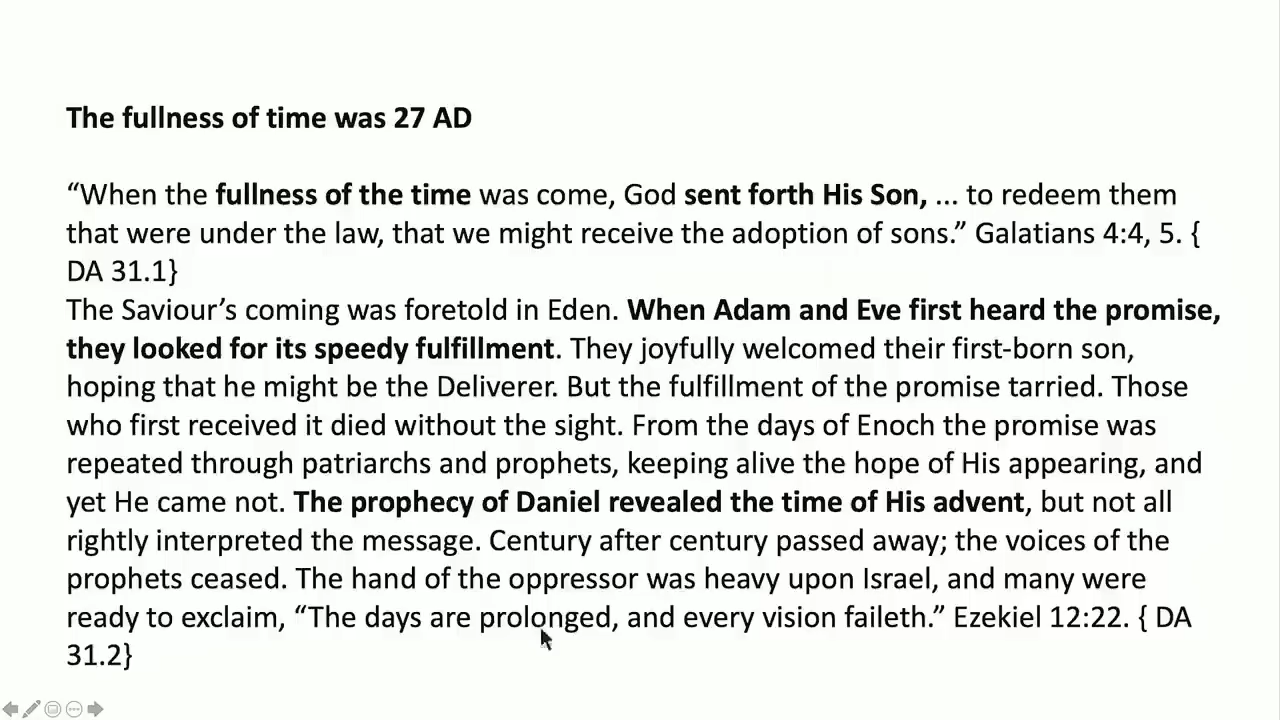 The fullness of time was 27 AD
“When the fullness of the time was come, God sent forth His Son, ... to redeem them
that were under the law, that we might receive the adoption of sons.” Galatians 4:4, 5. {
DA 31.1}
The Saviour’s coming was foretold in Eden. When Adam and Eve first heard the promise,
they looked for its speedy fulfillment. They joyfully welcomed their first-born son,
hoping that he might be the Deliverer. But the fulfillment of the promise tarried. Those
who first received it died without the sight. From the days of Enoch the promise was
repeated through patriarchs and prophets, keeping alive the hope of His appearing, and
yet He came not. The prophecy of Daniel revealed the time of His advent, but not all
rightly interpreted the message. Century after century passed away; the voices of the
prophets ceased. The hand of the oppressor was heavy upon Israel, and many were
ready to exclaim, “The days are prolonged, and every vision faileth.” Ezekiel 12:22. { DA
31.2}